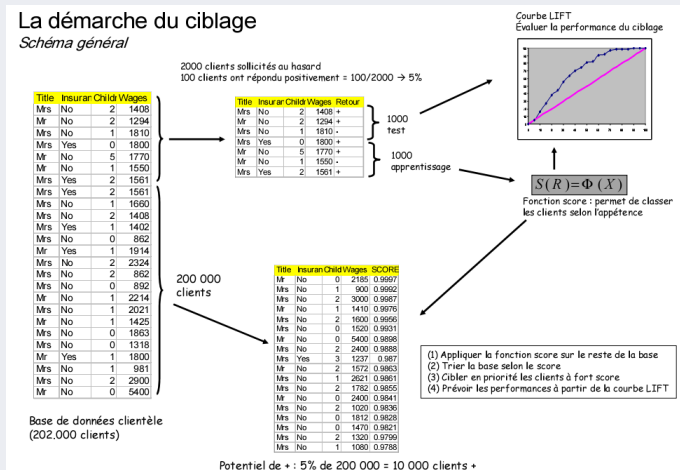 La démarche du ciblage
Schéma général
Courbe LIFT
Évaluer la performance du ciblage
2000 clients sollicités au hasard
100 clients ont répondu positivement = 100/2000 → 5%
Title Insurar Childr Wages
Mrs No 2 1408
Mr No 2 1294
Mrs No 1 1810
Mrs Yes 0 1800
Mr No 5 1770
Mr No 1 1550
Mrs Yes 2 1561
Mrs Yes 2 1561
Mrs No 1 1660
Mrs No 2 1408
Mrs Yes 1 1402
Mrs No 0 862
Mr Yes 1 1914
Mrs No 2 2324
Mrs No 2 862
Mrs No 0 892
Mr No 1 2214
Mrs No 1 2021
Mr No 1 1425
Mrs No 0 1863
Mrs No 0 1318
Mr Yes 1 1800
Mrs No 1 981
Mrs No 2 2900
Mr No 0 5400
Base de données clientèle
(202.000 clients)
Title Insurar Childr Wages Retour
Mrs No 2 1408 +
Mr No 2 1294 +
Mrs No 1 1810 -
Mrs Yes 0 1800 +
Mr No 5 1770 +
Mr No 1 1550 -
Mrs Yes 2 1561 +
1000
test
1000
apprentissage
S(R)=Φ(X)
Fonction score : permet de classer
les clients selon l'appétence
200 000
clients
Title Insuran Child Wages SCORE
Mr No 0 2185 0.9997
Mrs No 1 900 0.9992
Mrs No 2 3000 0.9987
Mr No 1 1410 0.9976
Mrs No 2 1600 0.9956
Mrs No 0 1520 0.9931
Mr No 0 5400 0.9898
Mrs No 2 2400 0.9888
Mrs Yes 3 1237 0.987
Mr No 2 1572 0.9863
Mrs No 1 2621 0.9861
Mrs No 2 1782 0.9855
Mr No 0 2400 0.9841
Mrs No 2 1020 0.9836
Mrs No 0 1812 0.9828
Mrs No 0 1470 0.9821
Mrs No 2 1320 0.9799
Mrs No 1 1080 0.9788
(1) Appliquer la fonction score sur le reste de la base
(2) Trier la base selon le score
(3) Cibler en priorité les clients à fort score
(4) Prévoir les performances à partir de la courbe LIFT
Potentiel de + : 5% de 200 000 = 10 000 clients +